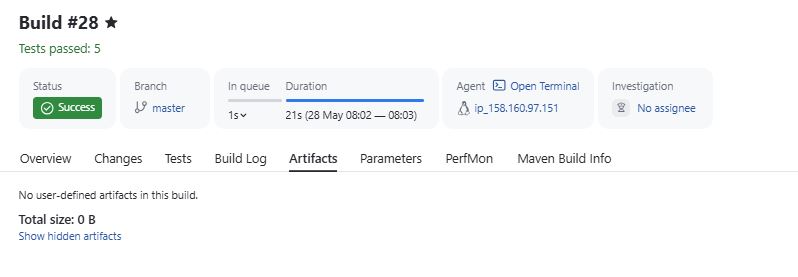 Build #28 ★
Tests passed: 5
Status
Success
Branch
master
In queue
1s
Duration
21s (28 May 08:02 — 08:03)
Agent Open Terminal
ip_158.160.97.151
Investigation
No assignee
Overview Changes Tests Build Log Artifacts Parameters PerfMon Maven Build Info
No user-defined artifacts in this build.
Total size: 0 B
Show hidden artifacts